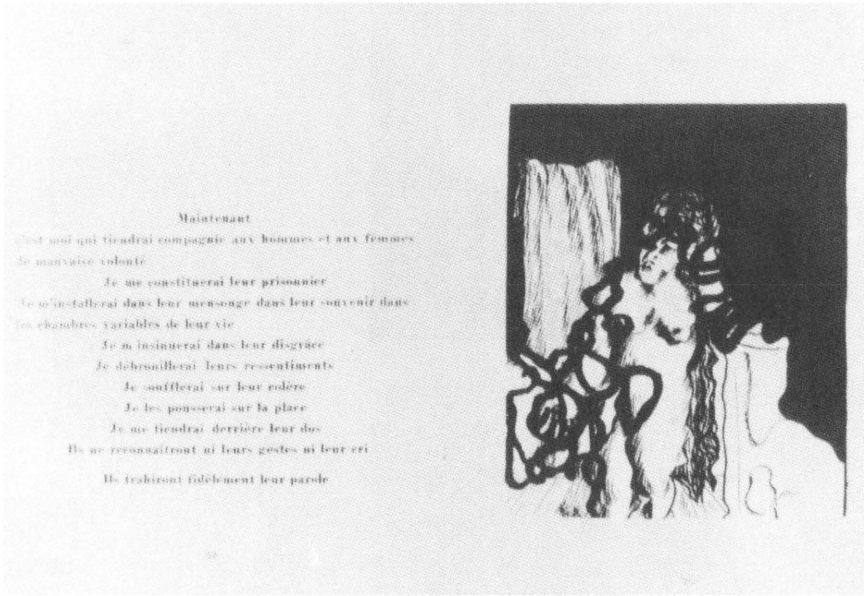 Maintenant
c'est moi qui tiendrai compagnie aux hommes et aux femmes
de mauvaise volonté
Je me constituerai leur prisonnier
Je m'installerai dans leur mensonge dans leur souvenir dans
les chambres variables de leur vie
Je m insinuerai dans leur disgrâce
Je débrouillerai leurs ressentiments
Je soufflerai sur leur colère
Je les pousserai sur la place
Je me tiendrai derrière leur dos
Ils ne reconnaîtront ni leurs gestes ni leur cri
Ils trahiront fidèlement leur parole